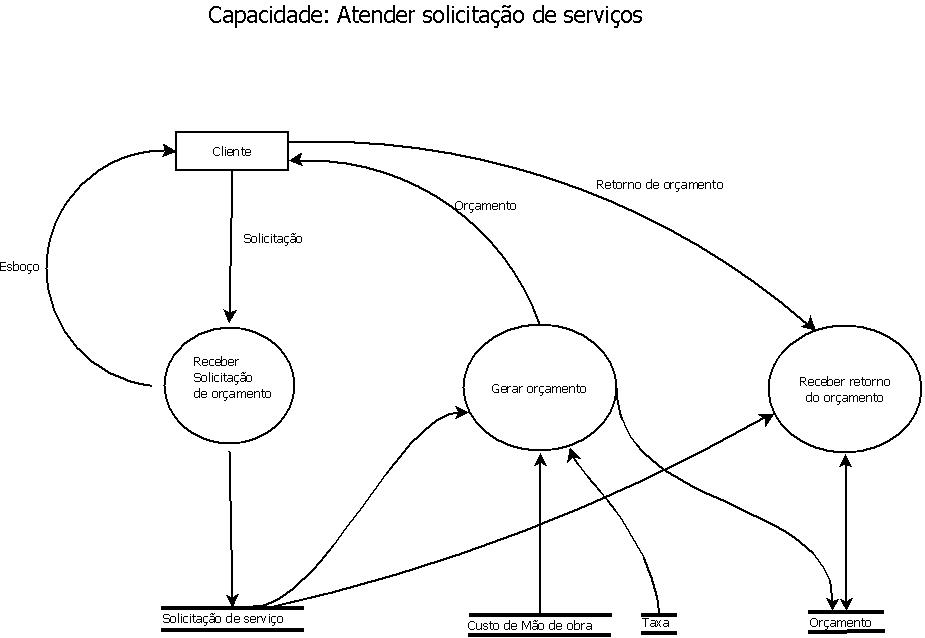 Capacidade: Atender solicitação de serviços
Cliente
Retorno de orçamento
Orçamento
Solicitação
Esboço
Receber
Solicitação
de orçamento
Gerar orçamento
Receber retorno
do orçamento
Solicitação de serviço
Custo de Mão de obra
Taxa
Orçamento